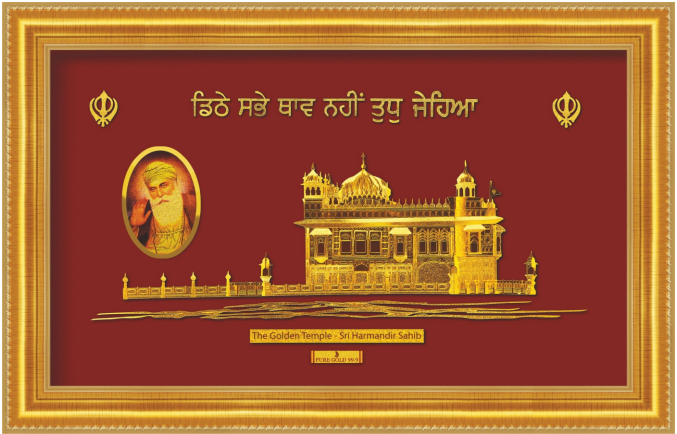 ਡਿਠੇ ਸਭੇ ਥਾਵ ਨਹੀਂ ਤੁਧੁ ਜੇਹਿਆ
The Golden Temple - Sri Harmandir Sahib
PURE GOLD 99.9